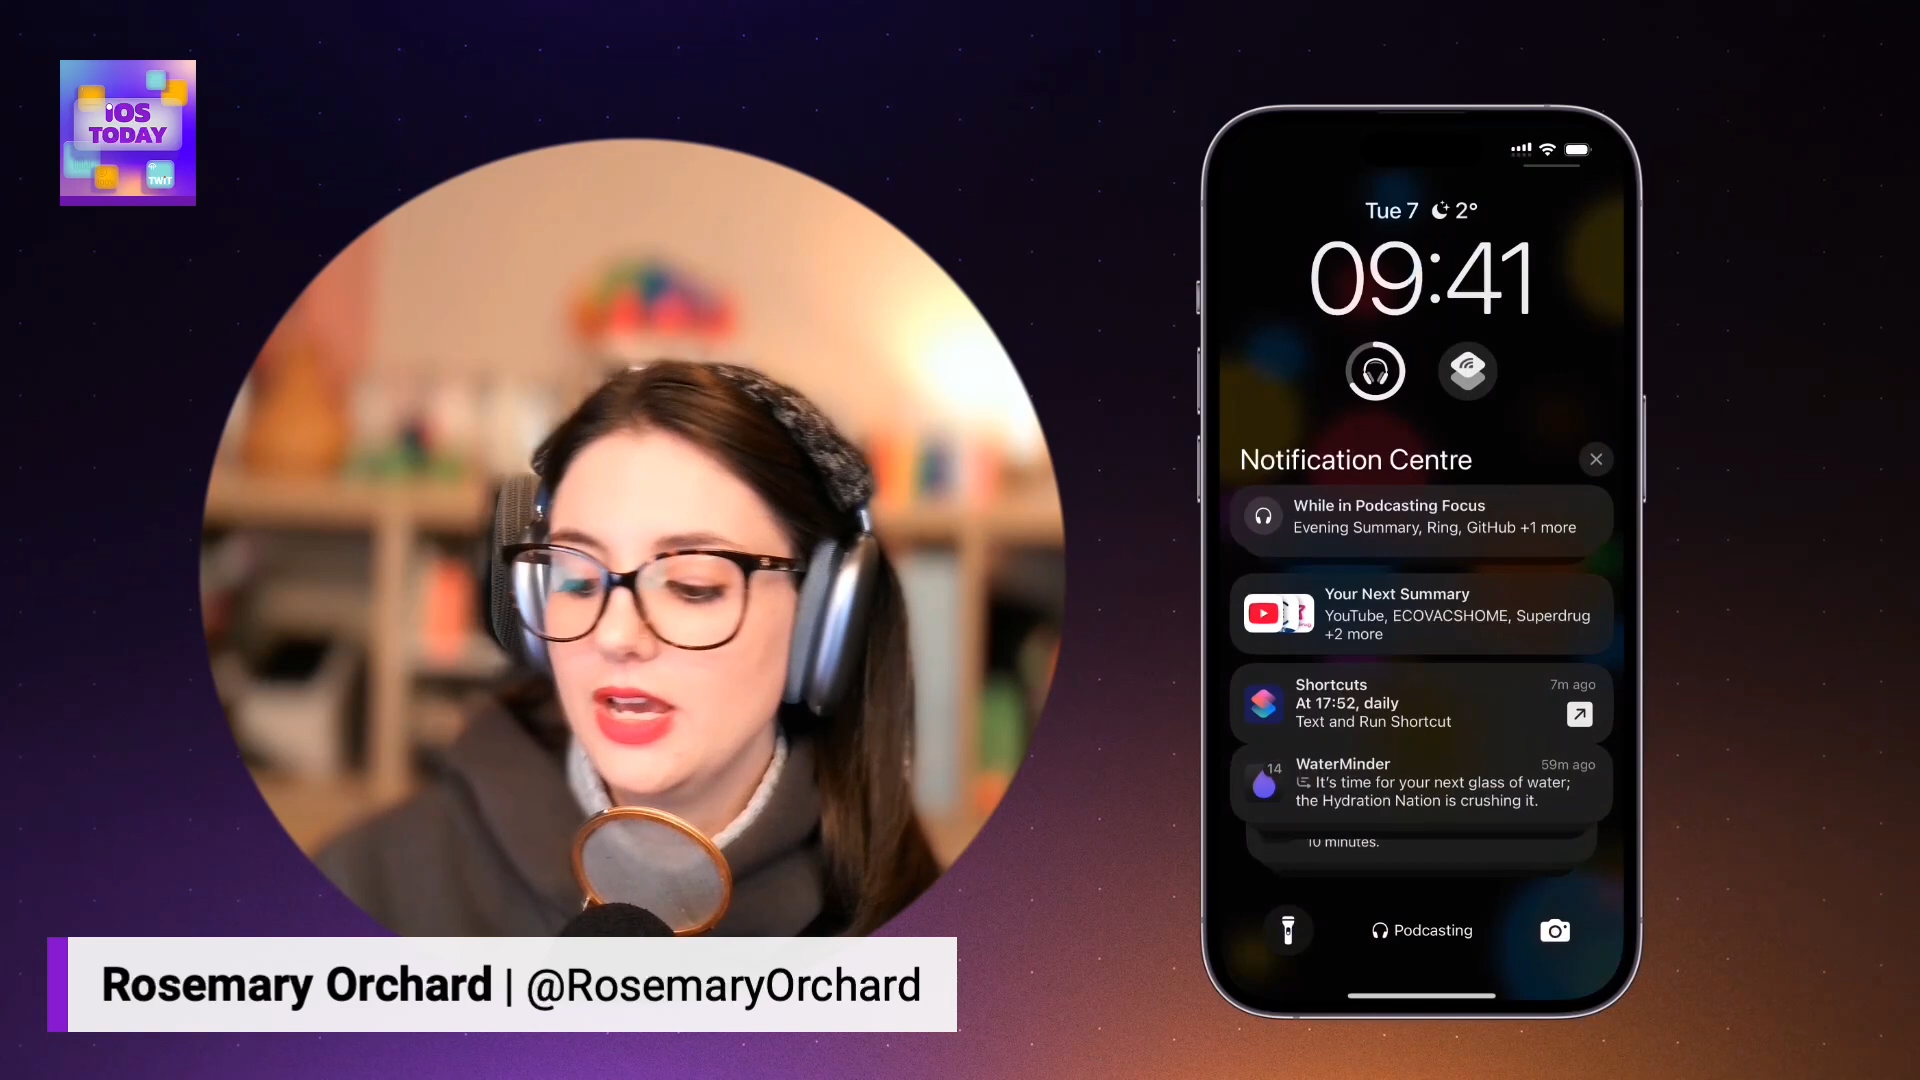 iOS
TODAY
TWiT
Tue 7 2°
09:41
Notification Centre
While in Podcasting Focus
Evening Summary, Ring, GitHub +1 more
Your Next Summary
YouTube, ECOVACSHOME, Superdrug
+2 more
Shortcuts 7m ago
At 17:52, daily
Text and Run Shortcut
14
WaterMinder 59m ago
It's time for your next glass of water;
the Hydration Nation is crushing it.
10 minutes.
Podcasting
Rosemary Orchard | @RosemaryOrchard